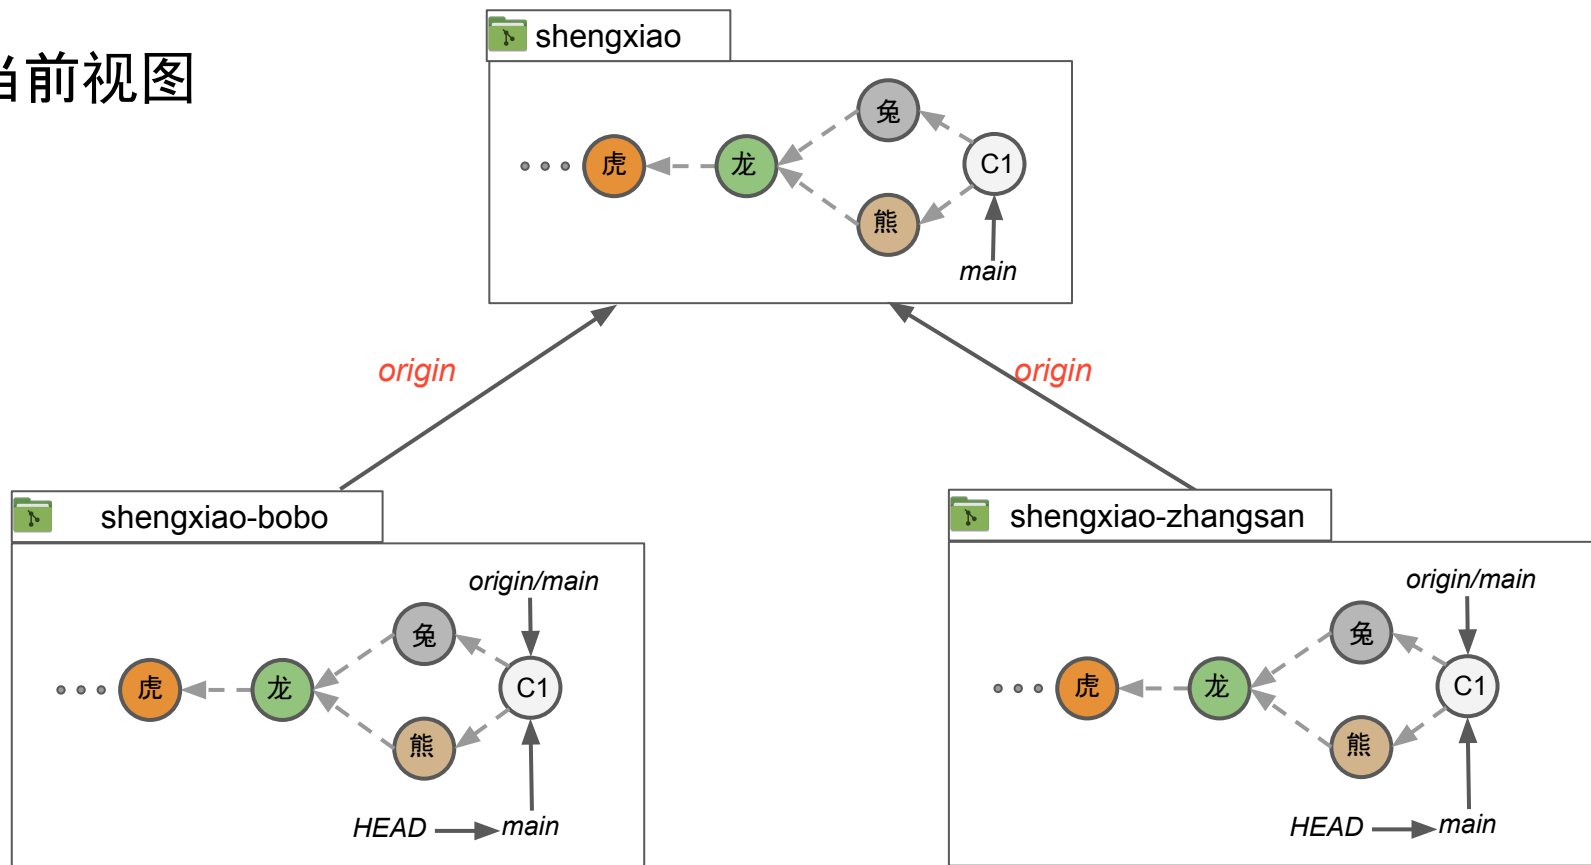 当前视图
shengxiao
兔
虎
龙
C1
熊
main
origin
origin
shengxiao-bobo
origin/main
兔
虎
龙
C1
熊
HEAD
main
shengxiao-zhangsan
origin/main
兔
虎
龙
C1
熊
HEAD
main